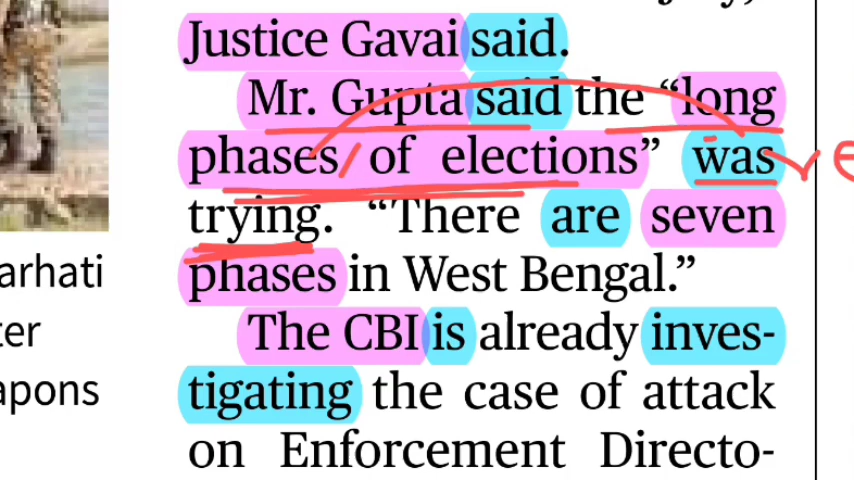 Justice Gavai said.
Mr. Gupta said the “long
phases of elections” was
trying. “There are seven
phases in West Bengal.”
The CBI is already inves-
tigating the case of attack
on Enforcement Directo-
arhati
ter
apons